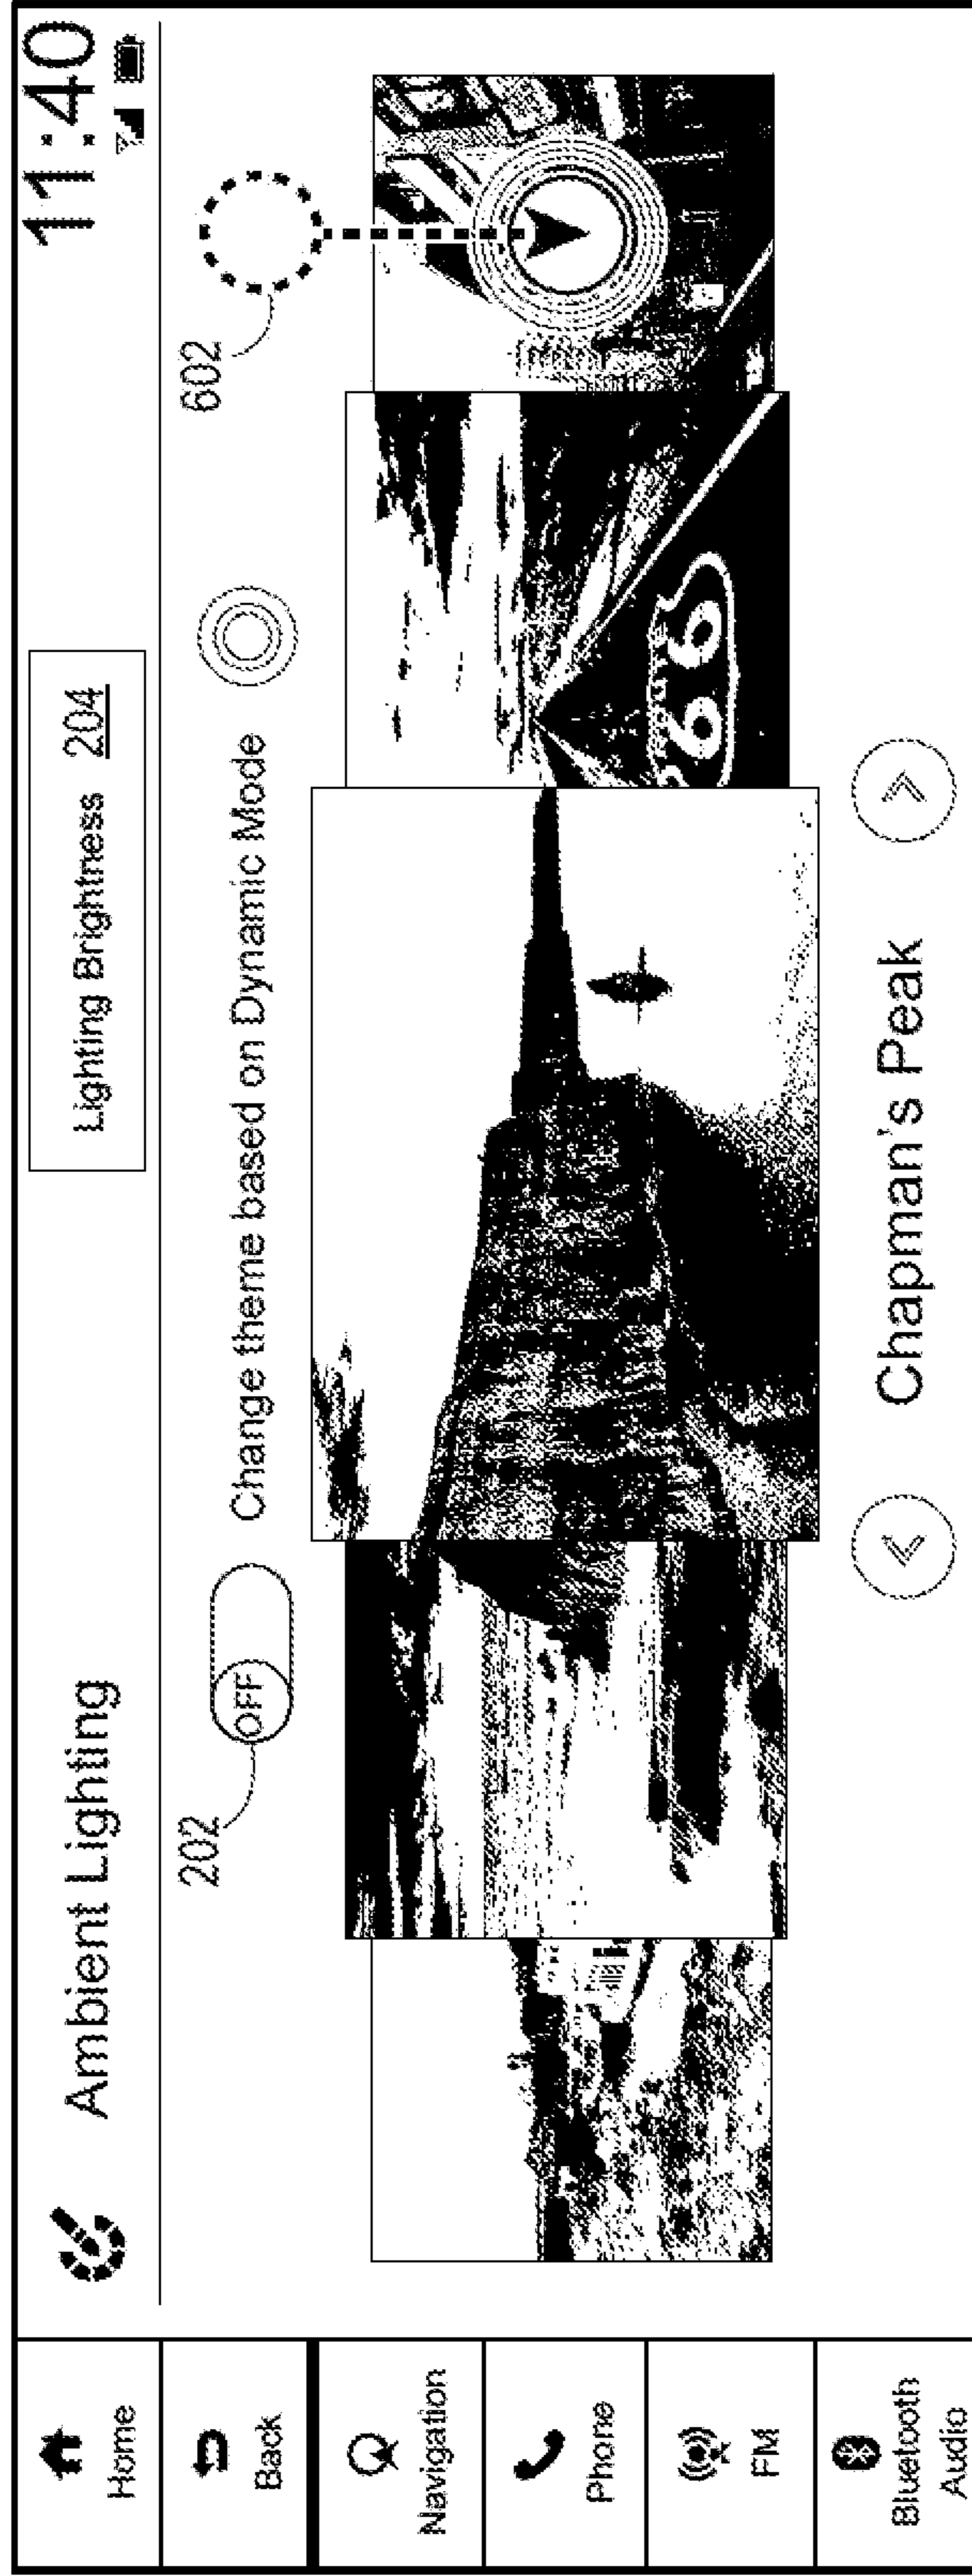 Home
Back
Navigation
Phone
FM
Bluetooth
Audio
Ambient Lighting
Lighting Brightness 204
11:40
202
OFF
Change theme based on Dynamic Mode
602
66
Chapman's Peak